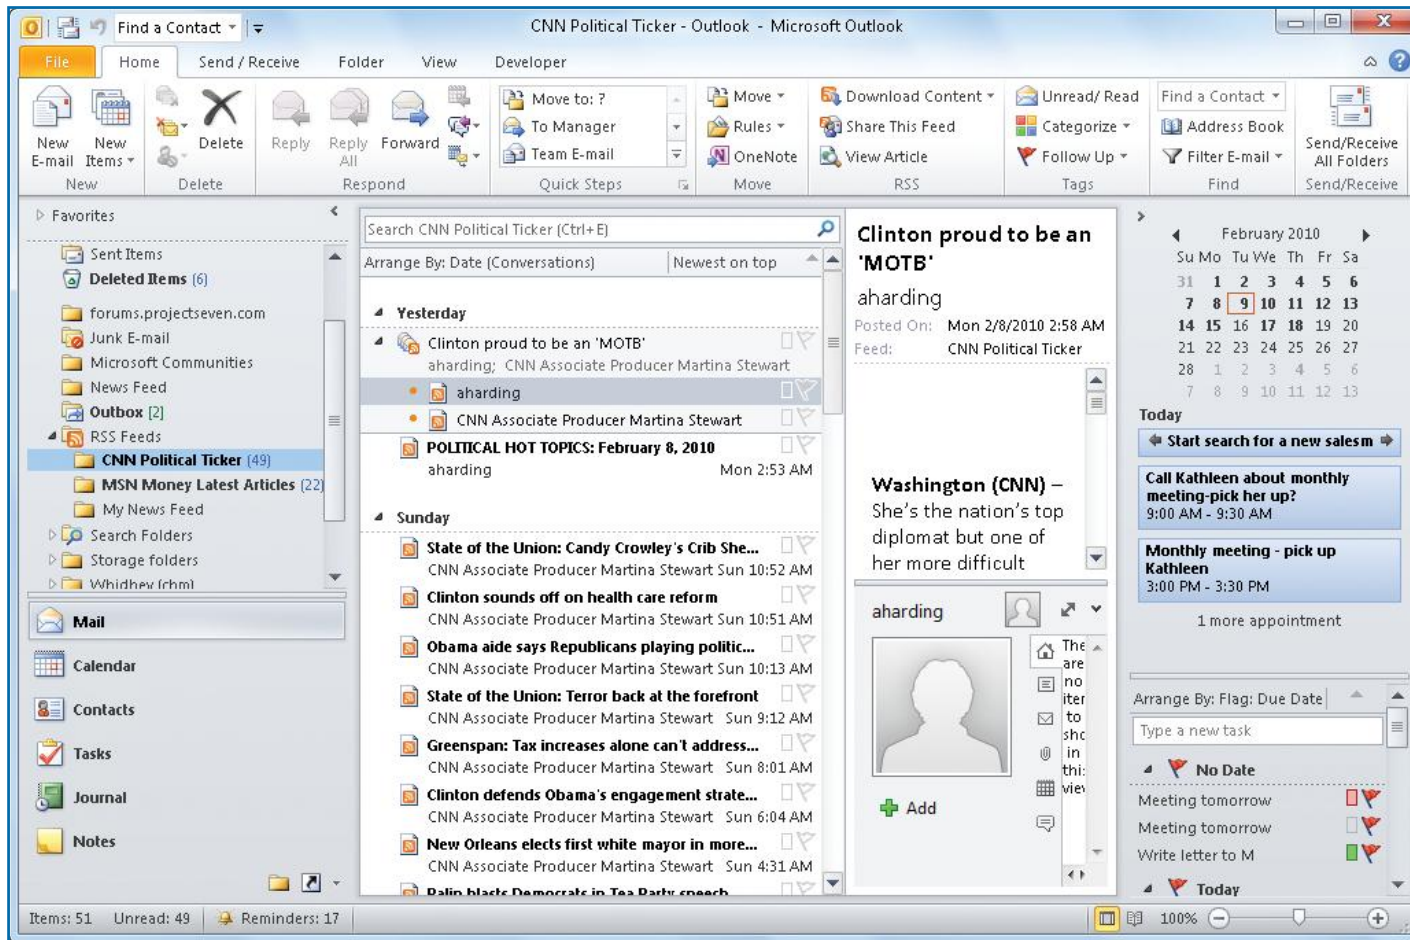 Find a Contact
CNN Political Ticker - Outlook - Microsoft Outlook
File Home Send / Receive Folder View Developer
New E-mail
New Items
New
Delete
Delete
Reply
Reply All
Forward
Respond
Move to: ?
To Manager
Team E-mail
Quick Steps
Move
Rules
OneNote
Move
Download Content
Share This Feed
View Article
RSS
Unread/ Read
Categorize
Follow Up
Tags
Find a Contact
Address Book
Filter E-mail
Find
Send/Receive
All Folders
Send/Receive
Favorites
Sent Items
Deleted Items (6)
forums.projectseven.com
Junk E-mail
Microsoft Communities
News Feed
Outbox [2]
RSS Feeds
CNN Political Ticker (49)
MSN Money Latest Articles (22)
My News Feed
Search Folders
Storage folders
Whidbey (chm)
Mail
Calendar
Contacts
Tasks
Journal
Notes
Search CNN Political Ticker (Ctrl+E)
Arrange By: Date (Conversations) Newest on top
Yesterday
Clinton proud to be an 'MOTB'
aharding; CNN Associate Producer Martina Stewart
aharding
CNN Associate Producer Martina Stewart
POLITICAL HOT TOPICS: February 8, 2010
aharding Mon 2:53 AM
Sunday
State of the Union: Candy Crowley's Crib She...
CNN Associate Producer Martina Stewart Sun 10:52 AM
Clinton sounds off on health care reform
CNN Associate Producer Martina Stewart Sun 10:51 AM
Obama aide says Republicans playing politic...
CNN Associate Producer Martina Stewart Sun 10:13 AM
State of the Union: Terror back at the forefront
CNN Associate Producer Martina Stewart Sun 9:12 AM
Greenspan: Tax increases alone can't address...
CNN Associate Producer Martina Stewart Sun 8:01 AM
Clinton defends Obama's engagement strate...
CNN Associate Producer Martina Stewart Sun 6:04 AM
New Orleans elects first white mayor in more...
CNN Associate Producer Martina Stewart Sun 4:31 AM
Palin blasts Democrats in Tea Party speech
Clinton proud to be an
'MOTB'
aharding
Posted On: Mon 2/8/2010 2:58 AM
Feed: CNN Political Ticker
Washington (CNN) –
She's the nation's top
diplomat but one of
her more difficult
aharding
Add
The
are
no
iter
to
shc
in
thi:
viev
February 2010
Su Mo Tu We Th Fr Sa
31 1 2 3 4 5 6
7 8 9 10 11 12 13
14 15 16 17 18 19 20
21 22 23 24 25 26 27
28 1 2 3 4 5 6
7 8 9 10 11 12 13
Today
Start search for a new salesm
Call Kathleen about monthly
meeting-pick her up?
9:00 AM - 9:30 AM
Monthly meeting - pick up
Kathleen
3:00 PM - 3:30 PM
1 more appointment
Arrange By: Flag: Due Date
Type a new task
No Date
Meeting tomorrow
Meeting tomorrow
Write letter to M
Today
Items: 51 Unread: 49 Reminders: 17
100%